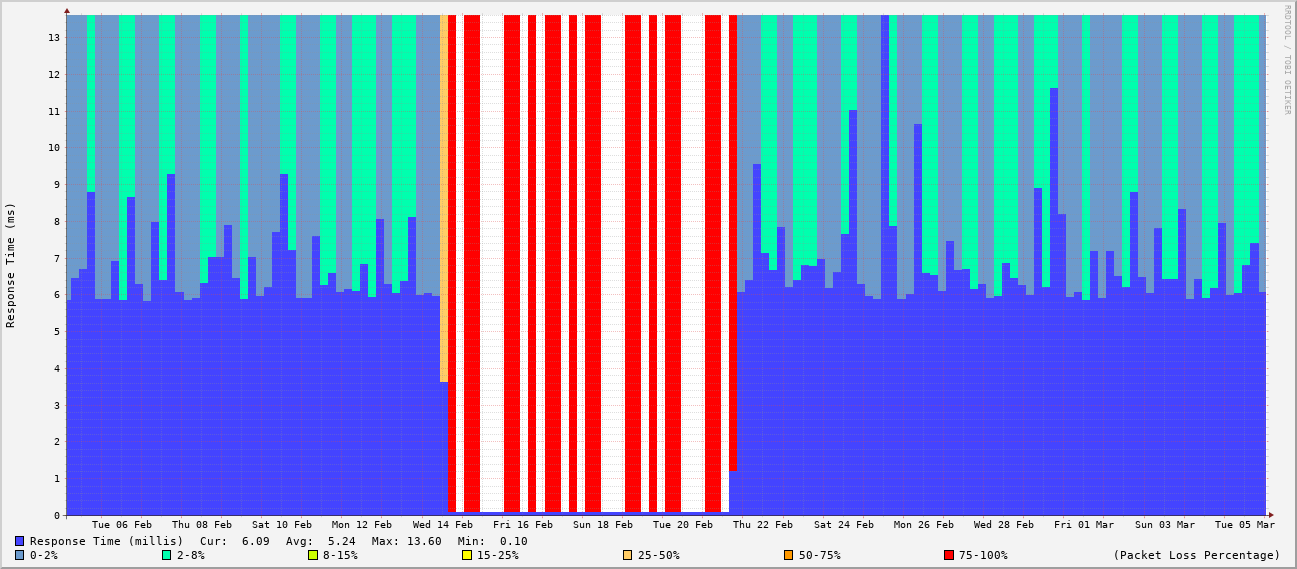 RRDTOOL / TOBI OETIKER
Response Time (ms)
13
12
11
10
9
8
7
6
5
4
3
2
1
0
Tue 06 Feb Thu 08 Feb Sat 10 Feb Mon 12 Feb Wed 14 Feb Fri 16 Feb Sun 18 Feb Tue 20 Feb Thu 22 Feb Sat 24 Feb Mon 26 Feb Wed 28 Feb Fri 01 Mar Sun 03 Mar Tue 05 Mar
Response Time (millis) Cur: 6.09 Avg: 5.24 Max: 13.60 Min: 0.10
0-2% 2-8% 8-15% 15-25% 25-50% 50-75% 75-100% (Packet Loss Percentage)